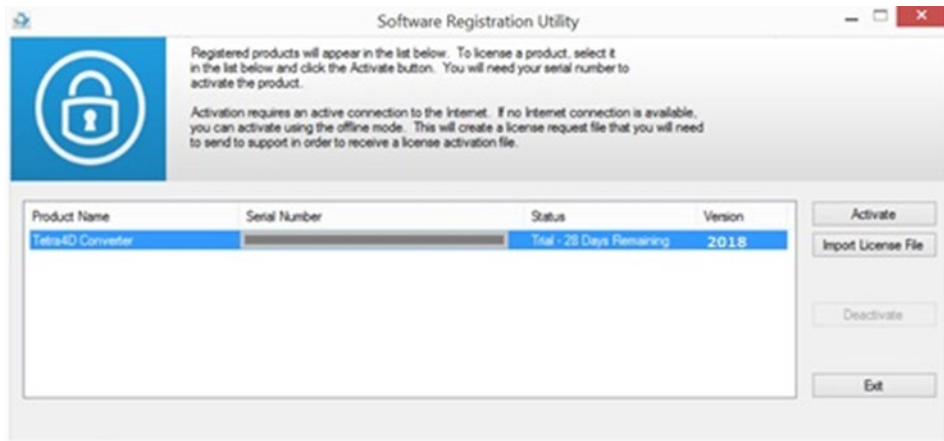 Software Registration Utility
Registered products will appear in the list below. To license a product, select it
in the list below and click the Activate button. You will need your serial number to
activate the product.
Activation requires an active connection to the Internet. If no Internet connection is available,
you can activate using the offline mode. This will create a license request file that you will need
to send to support in order to receive a license activation file.
Product Name Serial Number Status Version
Tetra4D Converter Trial - 28 Days Remaining 2018
Activate
Import License File
Deactivate
Exit